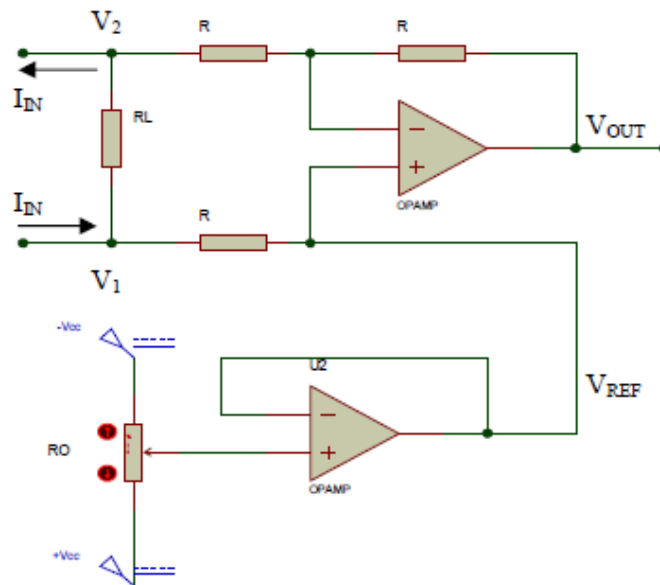 V2
R
R
IIN
RL
VOUT
OPAMP
IIN
R
V1
-Vcc
U2
VREF
RO
OPAMP
+Vcc